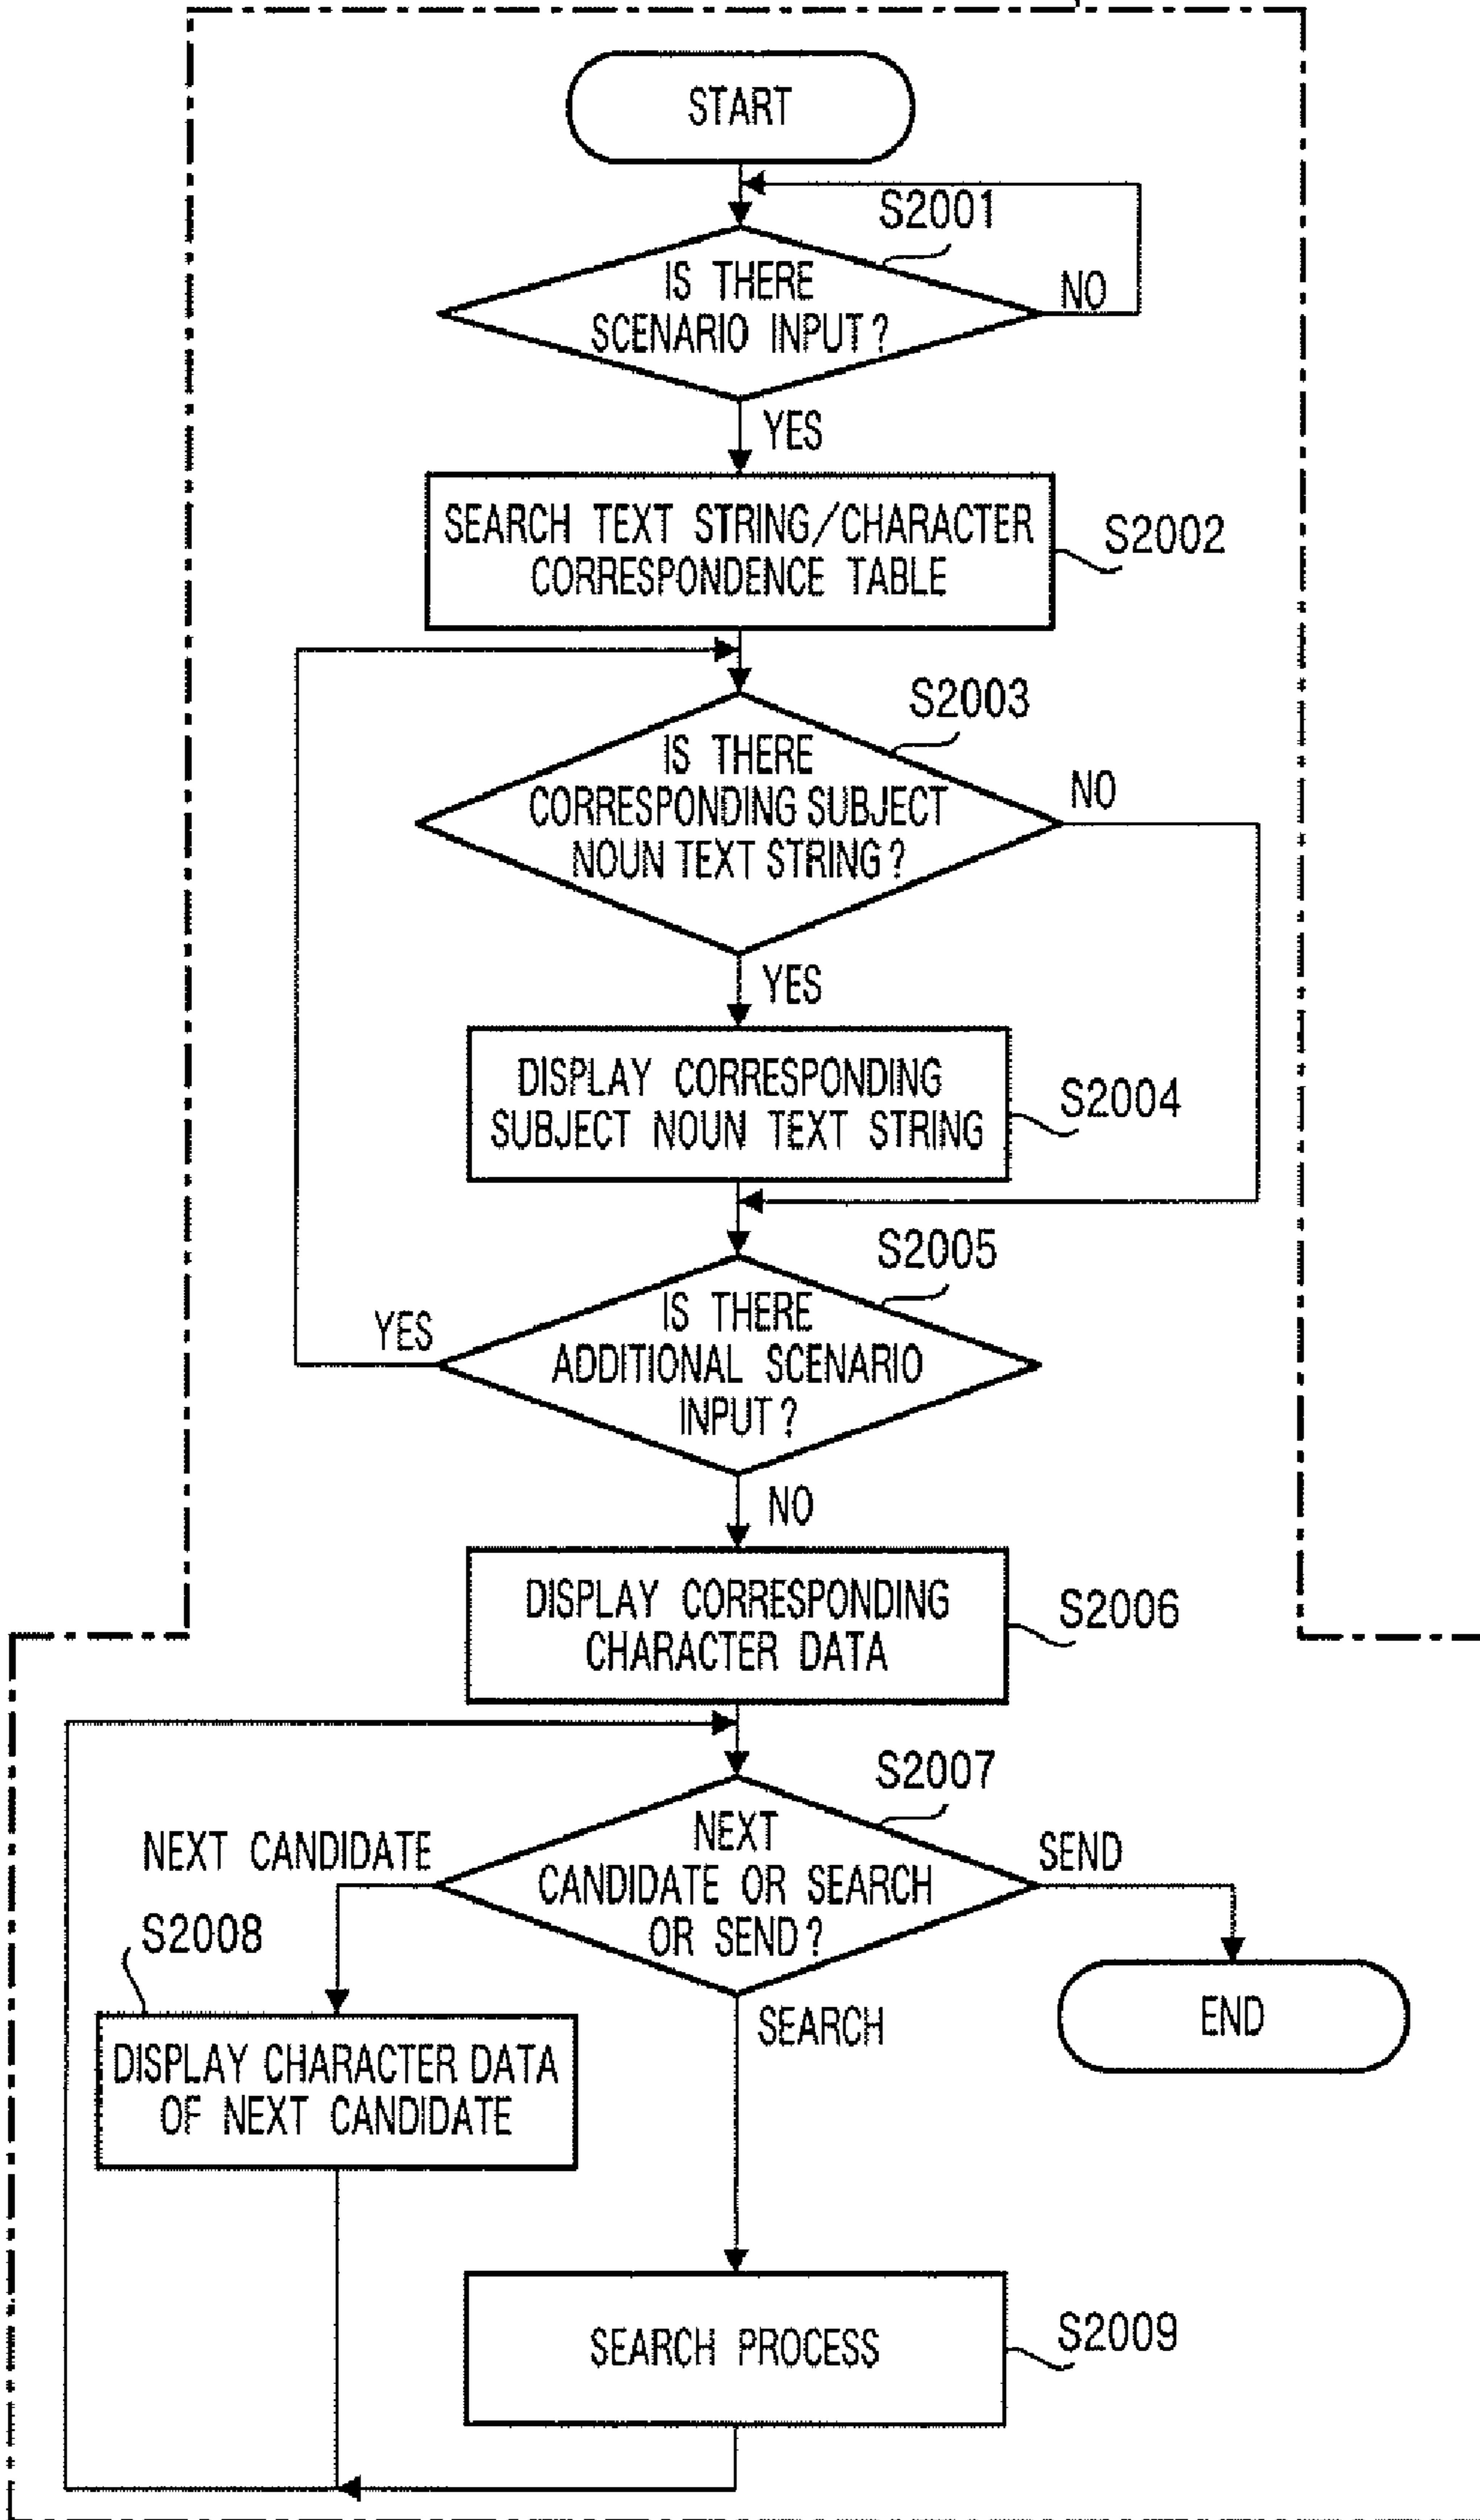 START
S2001
IS THERE
SCENARIO INPUT?
NO
YES
SEARCH TEXT STRING/CHARACTER
CORRESPONDENCE TABLE
S2002
S2003
IS THERE
CORRESPONDING SUBJECT
NOUN TEXT STRING?
NO
YES
DISPLAY CORRESPONDING
SUBJECT NOUN TEXT STRING
S2004
S2005
IS THERE
ADDITIONAL SCENARIO
INPUT?
YES
NO
DISPLAY CORRESPONDING
CHARACTER DATA
S2006
S2007
NEXT
CANDIDATE OR SEARCH
OR SEND?
NEXT CANDIDATE
SEND
S2008
END
SEARCH
DISPLAY CHARACTER DATA
OF NEXT CANDIDATE
SEARCH PROCESS
S2009